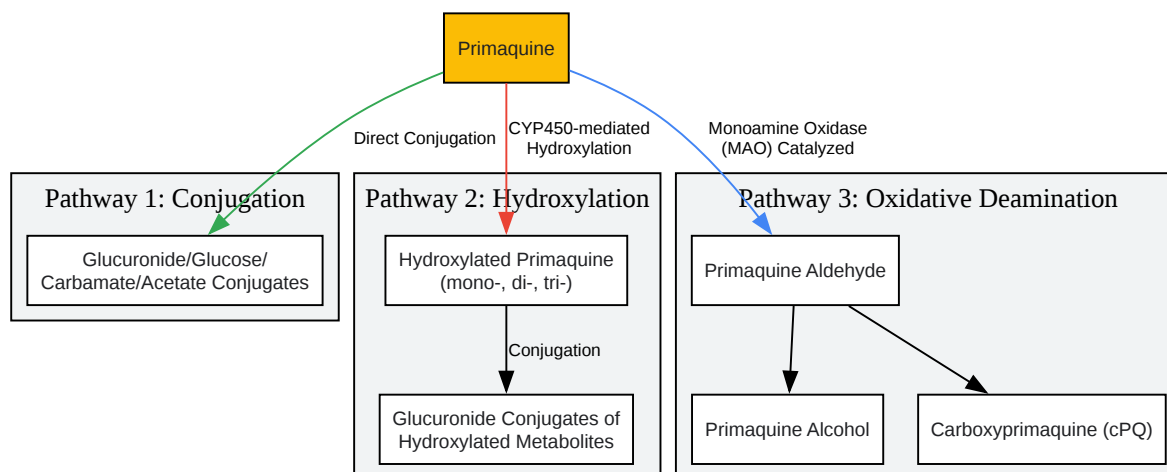 Primaquine
Direct Conjugation
CYP450-mediated
Hydroxylation
Monoamine Oxidase
(MAO) Catalyzed
Pathway 1: Conjugation
Pathway 2: Hydroxylation
Pathway 3: Oxidative Deamination
Glucuronide/Glucose/
Carbamate/Acetate Conjugates
Hydroxylated Primaquine
(mono-, di-, tri-)
Primaquine Aldehyde
Conjugation
Glucuronide Conjugates of
Hydroxylated Metabolites
Primaquine Alcohol
Carboxyprimaquine (cPQ)